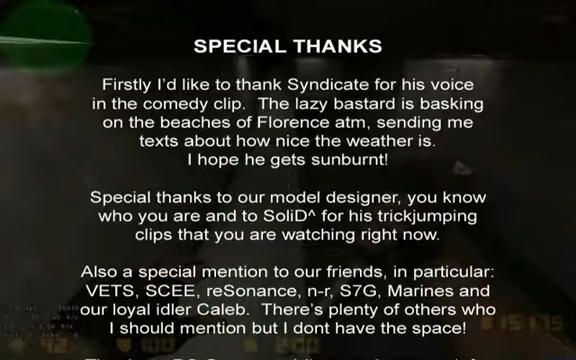 SPECIAL THANKS
Firstly I'd like to thank Syndicate for his voice
in the comedy clip. The lazy bastard is basking
on the beaches of Florence atm, sending me
texts about how nice the weather is.
I hope he gets sunburnt!
Special thanks to our model designer, you know
who you are and to SoliD^ for his trickjumping
clips that you are watching right now.
Also a special mention to our friends, in particular:
VETS, SCEE, reSonance, n-r, S7G, Marines and
our loyal idler Caleb. There's plenty of others who
I should mention but I dont have the space!